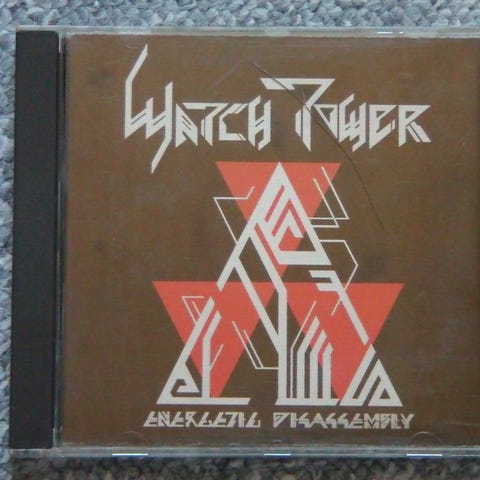 WATCH TOWER
ENERGETIC DISASSEMBLY